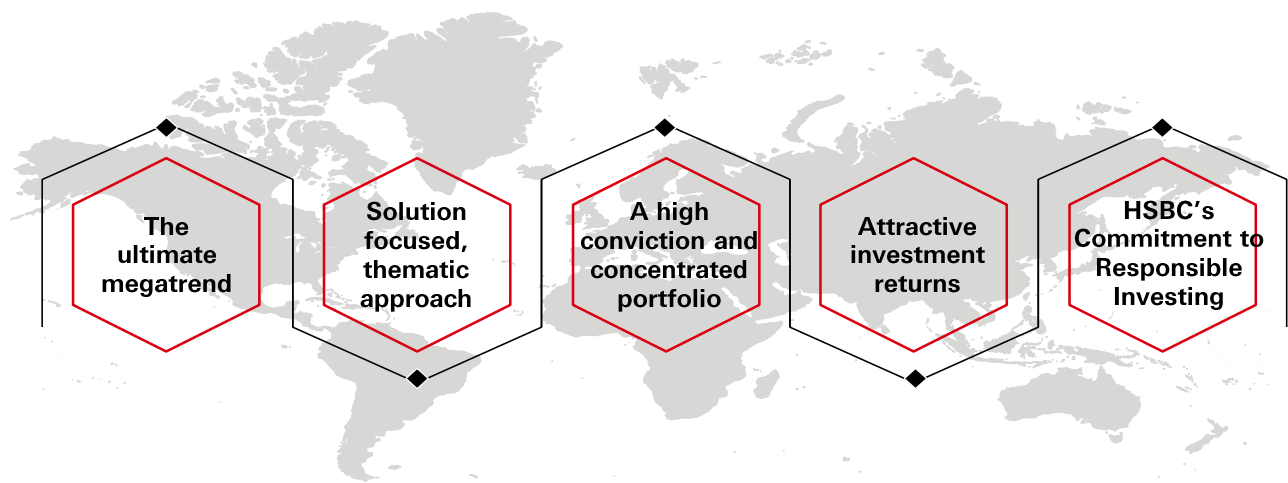 The
ultimate
megatrend
Solution
focused,
thematic
approach
A high
conviction and
concentrated
portfolio
Attractive
investment
returns
HSBC’s
Commitment to
Responsible
Investing